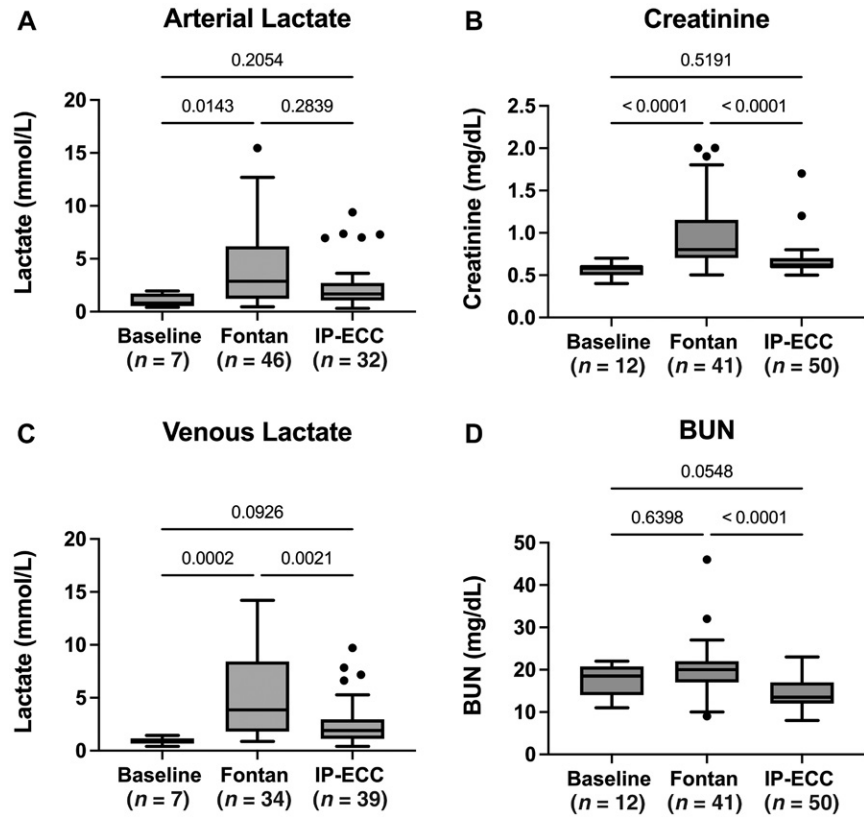 A
Arterial Lactate
0.2054
0.0143
0.2839
Lactate (mmol/L)
20
15
10
5
0
Baseline
(n = 7)
Fontan
(n = 46)
IP-ECC
(n = 32)
B
Creatinine
0.5191
< 0.0001
< 0.0001
Creatinine (mg/dL)
2.5
2.0
1.5
1.0
0.5
0.0
Baseline
(n = 12)
Fontan
(n = 41)
IP-ECC
(n = 50)
C
Venous Lactate
0.0926
0.0002
0.0021
Lactate (mmol/L)
20
15
10
5
0
Baseline
(n = 7)
Fontan
(n = 34)
IP-ECC
(n = 39)
D
BUN
0.0548
0.6398
< 0.0001
BUN (mg/dL)
50
40
30
20
10
0
Baseline
(n = 12)
Fontan
(n = 41)
IP-ECC
(n = 50)